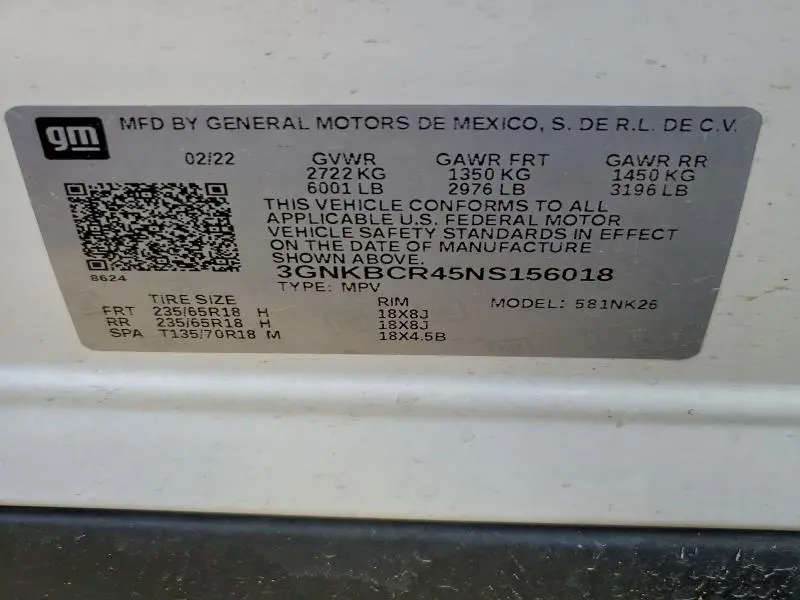 gm MFD BY GENERAL MOTORS DE MEXICO, S. DE R.L. DE C.V.
02/22 GVWR GAWR FRT GAWR RR
2722 KG 1350 KG 1450 KG
6001 LB 2976 LB 3196 LB
THIS VEHICLE CONFORMS TO ALL
APPLICABLE U.S. FEDERAL MOTOR
VEHICLE SAFETY STANDARDS IN EFFECT
ON THE DATE OF MANUFACTURE
SHOWN ABOVE.
8624 3GNKBCR45NS156018
TYPE: MPV
TIRE SIZE RIM MODEL: 581NK26
FRT 235/65R18 H 18X8J
RR 235/65R18 H 18X8J
SPA T135/70R18 M 18X4.5B